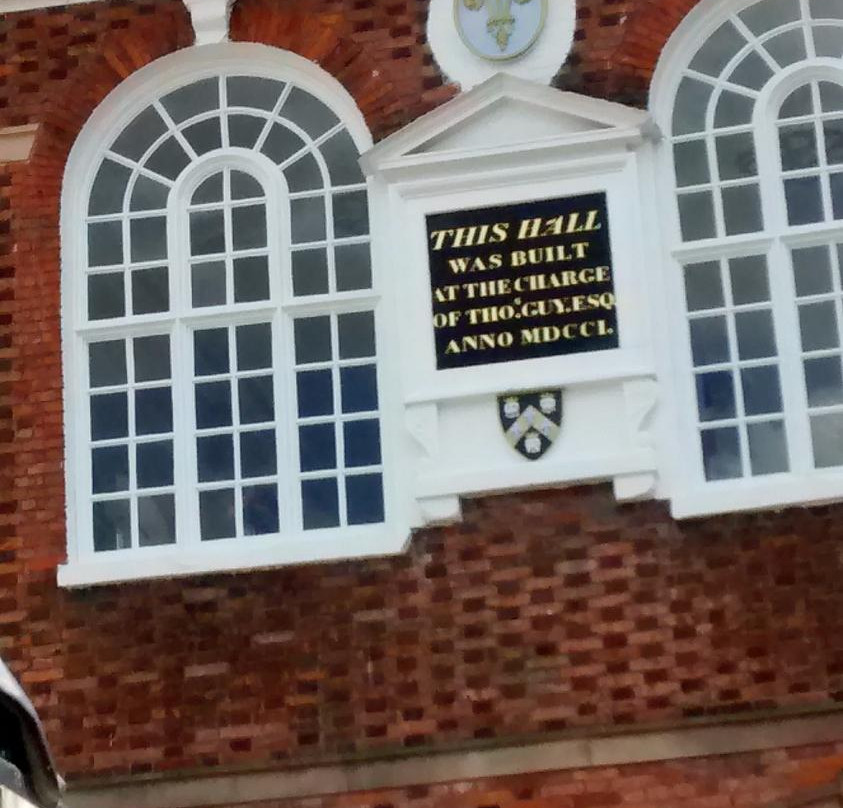 THIS HALL
WAS BUILT
AT THE CHARGE
OF THOS. GUY. ESQ
ANNO MDCCI.